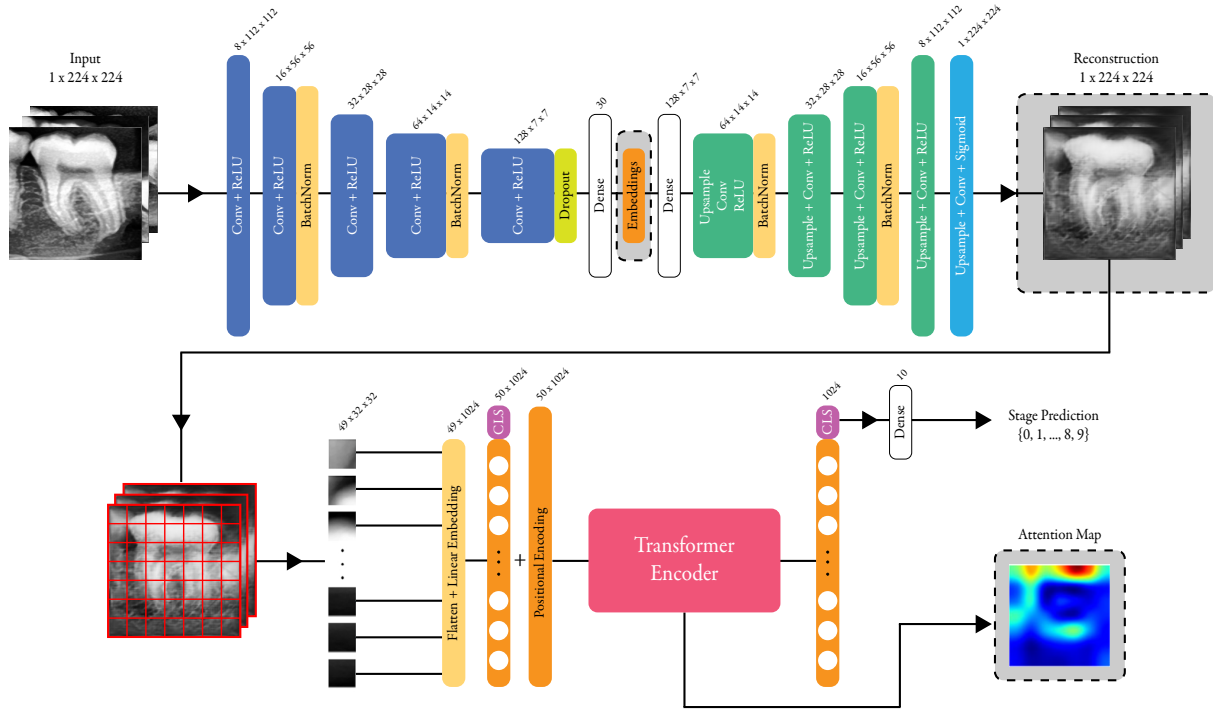 Input
1 x 224 x 224
8 x 112 x 112
Conv + ReLU
16 x 56 x 56
Conv + ReLU
BatchNorm
32 x 28 x 28
Conv + ReLU
64 x 14 x 14
Conv + ReLU
BatchNorm
128 x 7 x 7
Conv + ReLU
Dropout
30
Dense
Embeddings
128 x 7 x 7
Dense
64 x 14 x 14
Upsample
Conv
ReLU
BatchNorm
32 x 28 x 28
Upsample + Conv + ReLU
16 x 56 x 56
Upsample + Conv + ReLU
BatchNorm
8 x 112 x 112
Upsample + Conv + ReLU
1 x 224 x 224
Upsample + Conv + Sigmoid
Reconstruction
1 x 224 x 224
49 x 32 x 32
49 x 1024
Flatten + Linear Embedding
50 x 1024
CLS
+
50 x 1024
Positional Encoding
Transformer
Encoder
1024
CLS
10
Dense
Stage Prediction
{0, 1, ..., 8, 9}
Attention Map